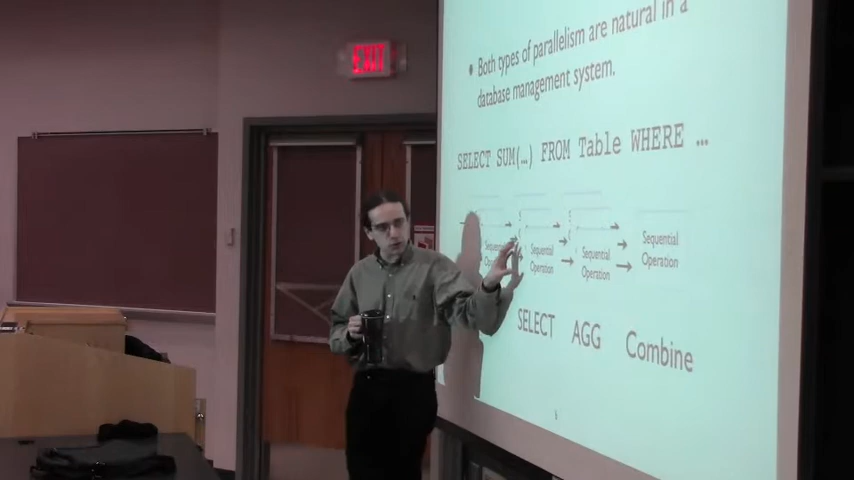 EXIT
• Both types of parallelism are natural in a
database management system.
SELECT SUM(...) FROM Table WHERE ...
Sequential
Operation
Sequential
Operation
Sequential
Operation
SELECT AGG Combine